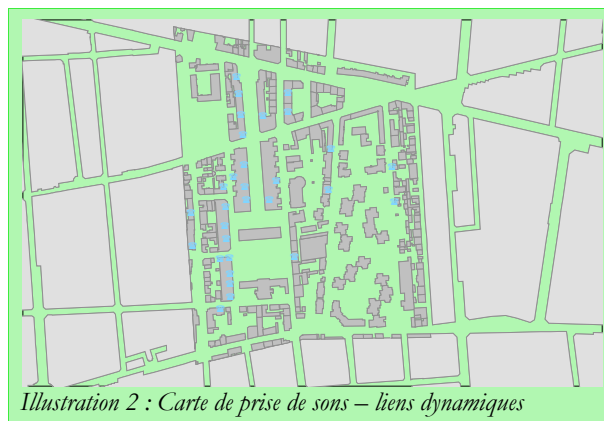 Illustration 2 : Carte de prise de sons – liens dynamiques